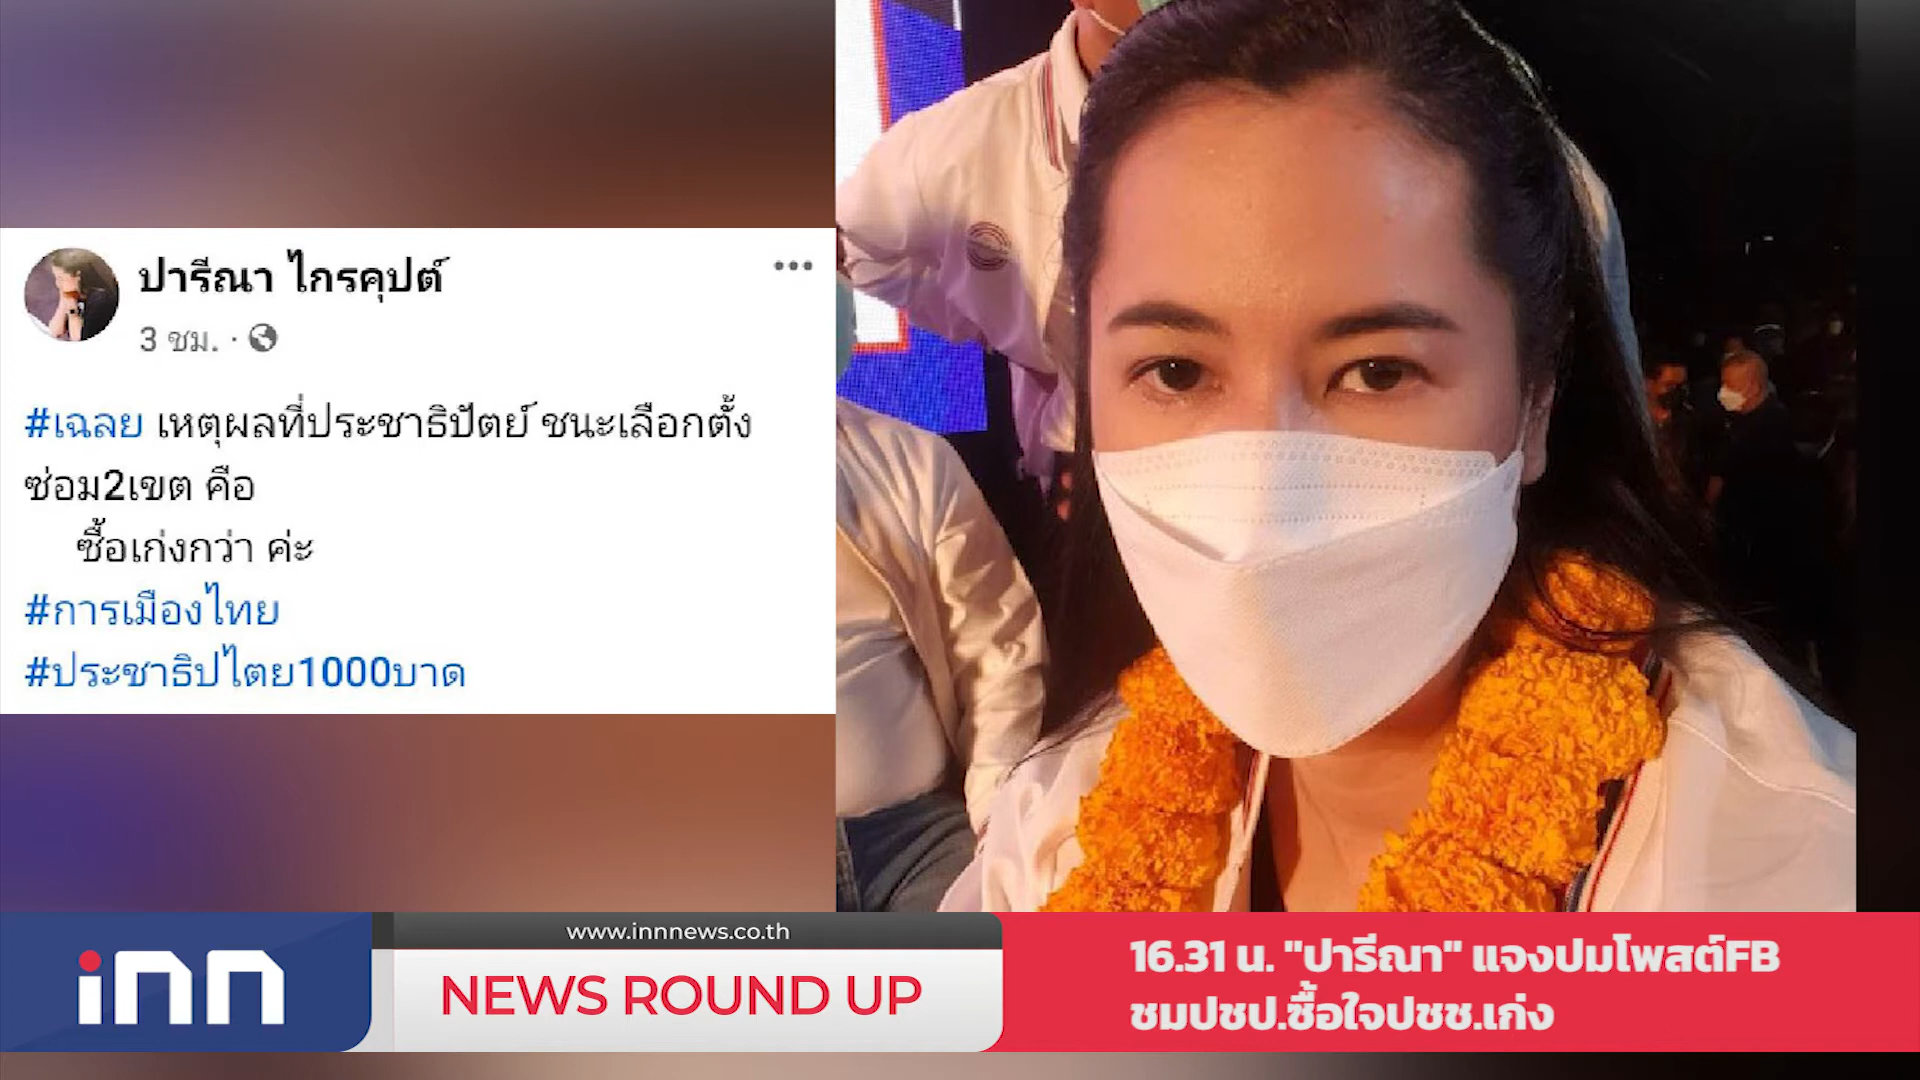 ปารีณา ไกรคุปต์
3 ชม. ·
#เฉลย เหตุผลที่ประชาธิปัตย์ ชนะเลือกตั้ง
ซ่อม2เขต คือ
ซื้อเก่งกว่า ค่ะ
#การเมืองไทย
#ประชาธิปไตย1000บาด
inn
www.innnews.co.th
NEWS ROUND UP
16.31 น. "ปารีณา" แจงปมโพสต์FB
ชมปชป.ซื้อใจปชช.เก่ง